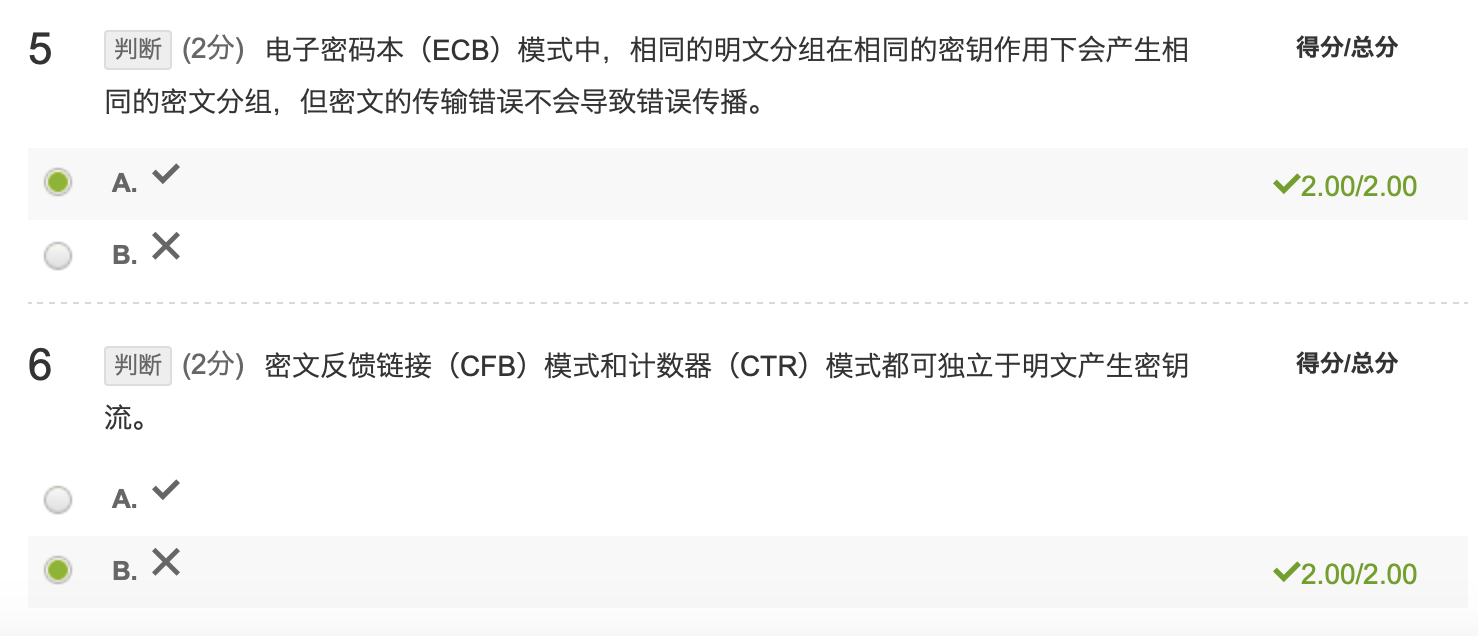 5 判断 (2分) 电子密码本（ECB）模式中，相同的明文分组在相同的密钥作用下会产生相 得分/总分
同的密文分组，但密文的传输错误不会导致错误传播。
A.
2.00/2.00
B.
6 判断 (2分) 密文反馈链接（CFB）模式和计数器（CTR）模式都可独立于明文产生密钥 得分/总分
流。
A.
B.
2.00/2.00